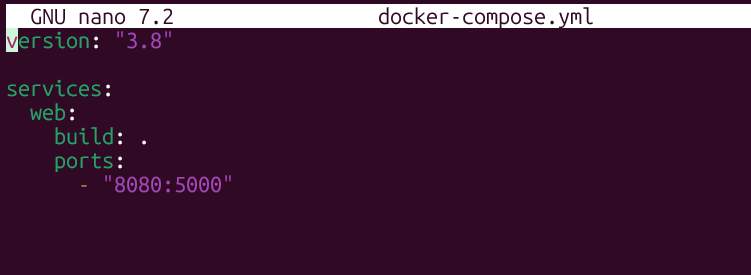 GNU nano 7.2 docker-compose.yml
version: "3.8"

services:
  web:
    build: .
    ports:
      - "8080:5000"